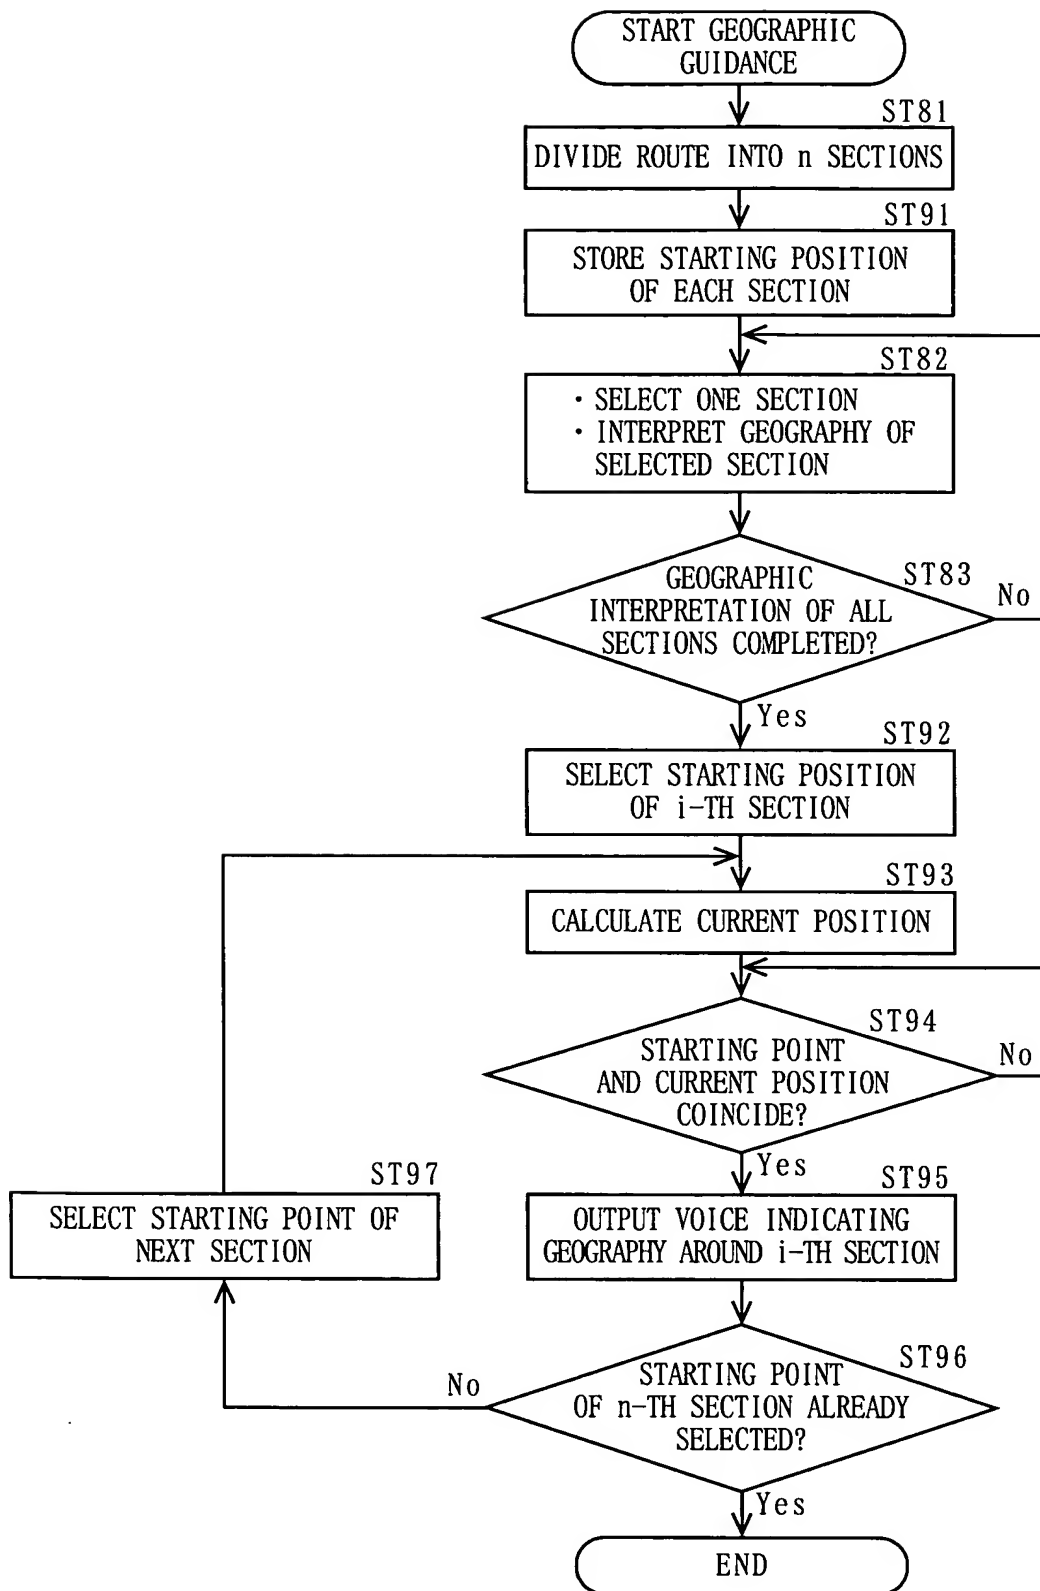 START GEOGRAPHIC
GUIDANCE
ST81
DIVIDE ROUTE INTO n SECTIONS
ST91
STORE STARTING POSITION
OF EACH SECTION
ST82
・SELECT ONE SECTION
・INTERPRET GEOGRAPHY OF
SELECTED SECTION
ST83
GEOGRAPHIC
INTERPRETATION OF ALL
SECTIONS COMPLETED?
No
Yes
ST92
SELECT STARTING POSITION
OF i-TH SECTION
ST93
CALCULATE CURRENT POSITION
ST94
STARTING POINT
AND CURRENT POSITION
COINCIDE?
No
Yes
ST95
OUTPUT VOICE INDICATING
GEOGRAPHY AROUND i-TH SECTION
ST97
SELECT STARTING POINT OF
NEXT SECTION
ST96
STARTING POINT
OF n-TH SECTION ALREADY
SELECTED?
No
Yes
END